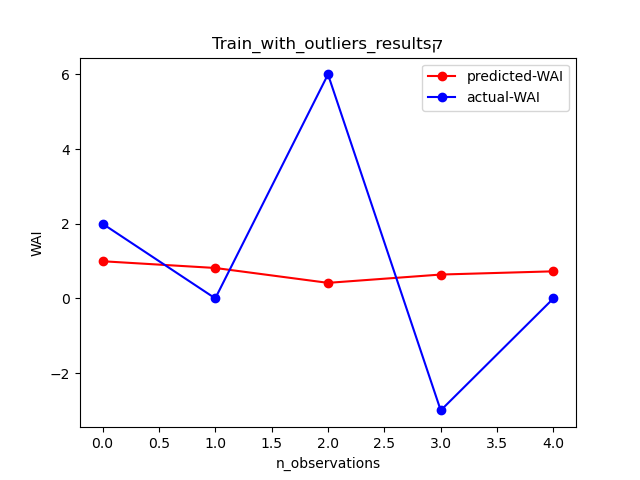 Train_with_outliers_resultsק
predicted-WAI
actual-WAI
6
4
2
0
−2
WAI
0.0 0.5 1.0 1.5 2.0 2.5 3.0 3.5 4.0
n_observations